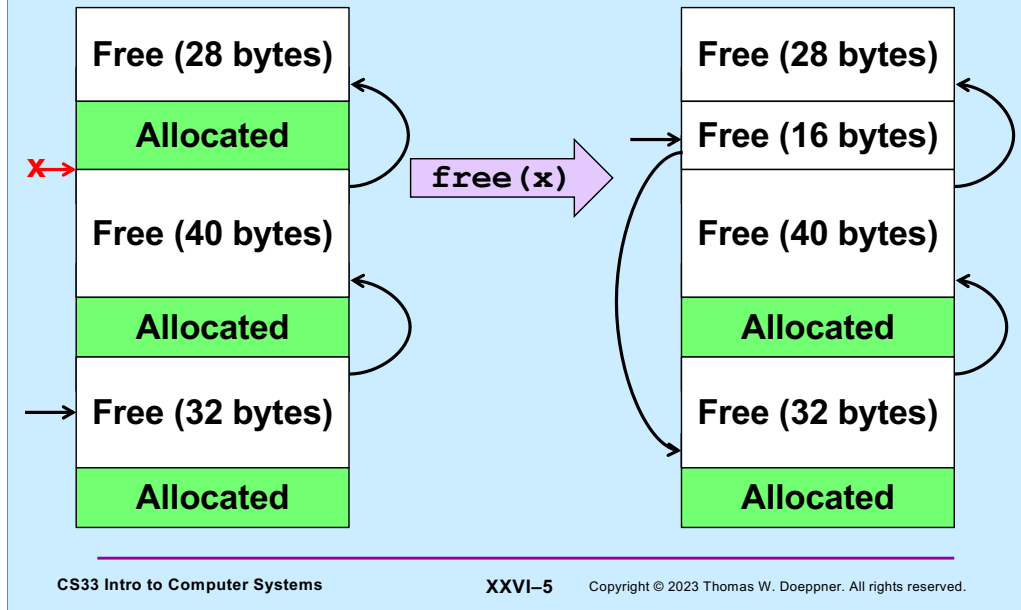 Free (28 bytes)
Allocated
x
Free (40 bytes)
Allocated
Free (32 bytes)
Allocated
free(x)
Free (28 bytes)
Free (16 bytes)
Free (40 bytes)
Allocated
Free (32 bytes)
Allocated
CS33 Intro to Computer Systems
XXVI–5
Copyright © 2023 Thomas W. Doeppner. All rights reserved.